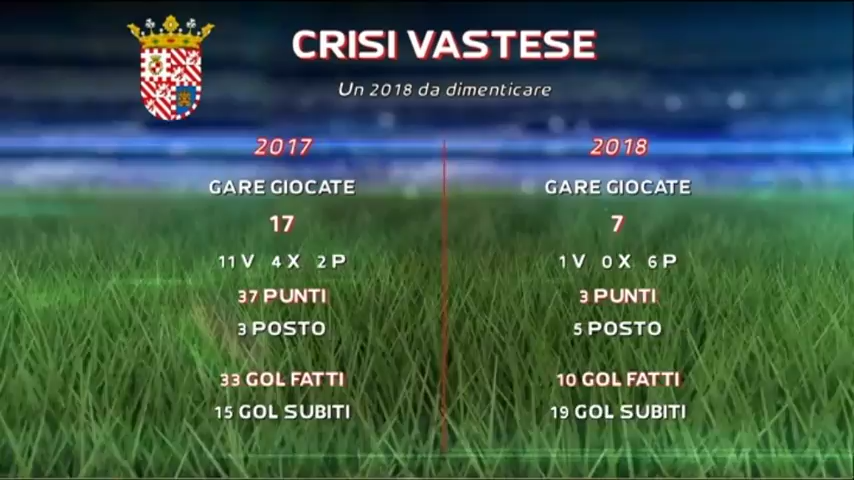 CRISI VASTESE
Un 2018 da dimenticare
2017
GARE GIOCATE
17
11 V 4 X 2 P
37 PUNTI
3 POSTO
33 GOL FATTI
15 GOL SUBITI
2018
GARE GIOCATE
7
1 V 0 X 6 P
3 PUNTI
5 POSTO
10 GOL FATTI
19 GOL SUBITI